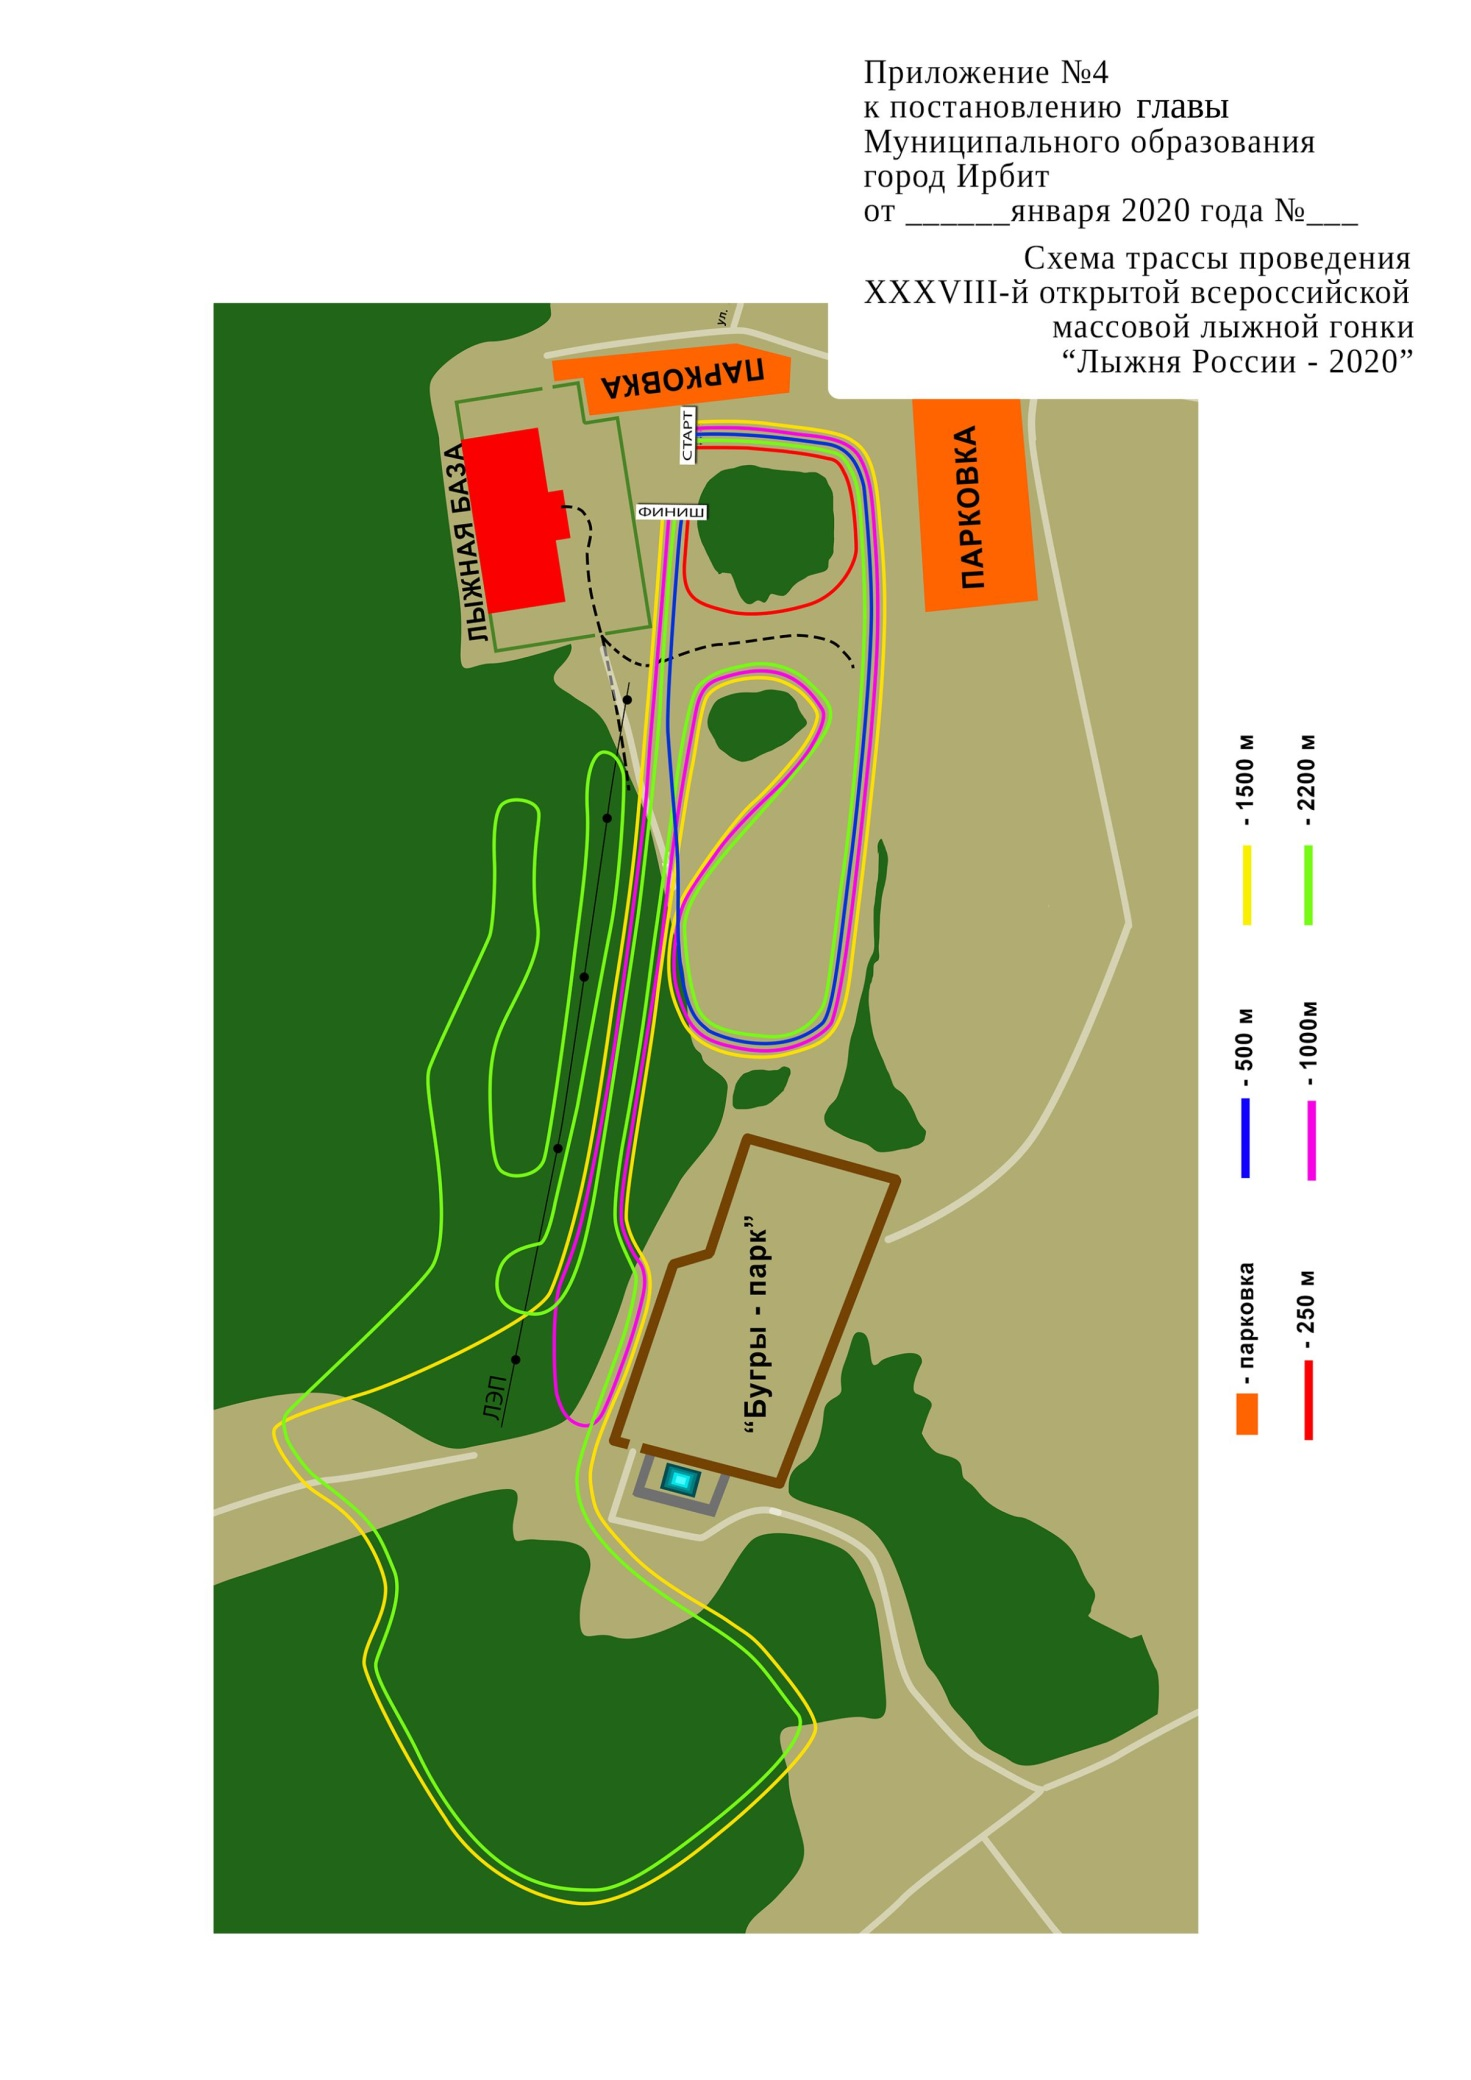 Приложение №4
к постановлению главы
Муниципального образования
город Ирбит
от ______января 2020 года №___
Схема трассы проведения
XXXVIII-й открытой всероссийской
массовой лыжной гонки
“Лыжня России - 2020”
ул.
ПАРКОВКА
СТАРТ
ПАРКОВКА
ЛЫЖНАЯ БАЗА
ФИНИШ
ЛЭП
“Бугры - парк”
- 1500 м
- 2200 м
- 500 м
- 1000м
- парковка
- 250 м